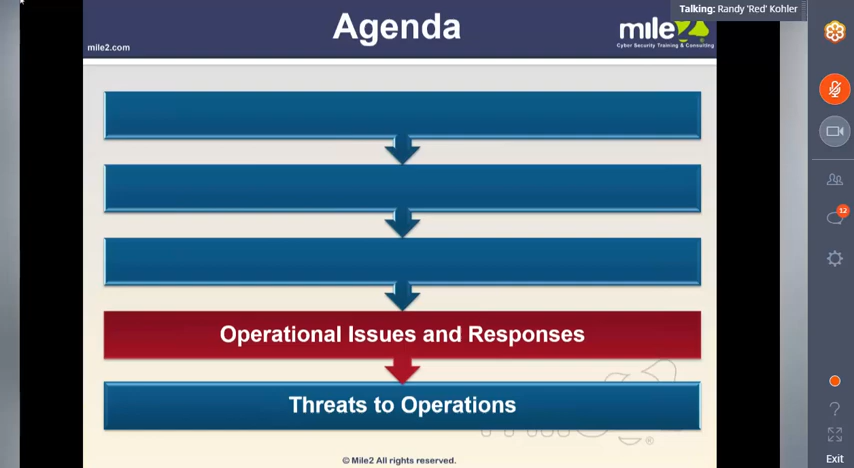 Talking: Randy 'Red' Kohler
Agenda
mile2
Cyber Security Training & Consulting
mile2.com
12
Operational Issues and Responses
Threats to Operations
© Mile2 All rights reserved.
Exit